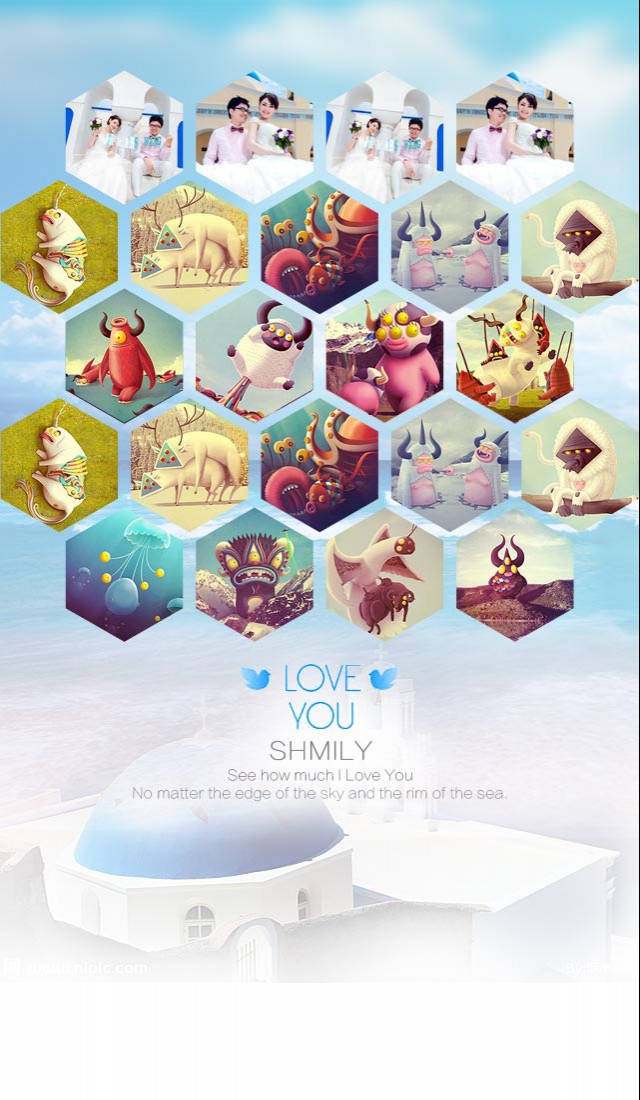 LOVE
YOU
SHMILY
See how much I Love You
No matter the edge of the sky and the rim of the sea.